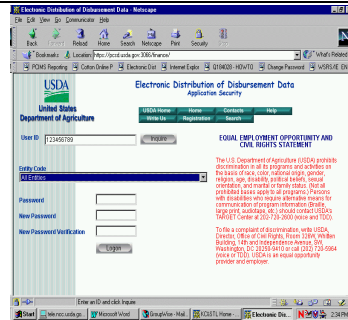 Electronic Distribution of Disbursement Data - Netscape
File Edit View Go Communicator Help
Back Forward Reload Home Search Netscape Print Security
Bookmarks Location: https://pccd.usda.gov:3086/finance/ What's Related
PCMS Reporting Cotton Online P Electronic Dist Internet Explor Q184028 - HOWTO Change Password
USDA
United States
Department of Agriculture
Electronic Distribution of Disbursement Data
Application Security
USDA Home Home Contacts Help
Write Us Registration Search
User ID 123456789 Inquire
Entity Code
All Entities
Password
New Password
New Password Verification
Logon
EQUAL EMPLOYMENT OPPORTUNITY AND
CIVIL RIGHTS STATEMENT
The U.S. Department of Agriculture (USDA) prohibits
discrimination in all its programs and activities on
the basis of race, color, national origin, gender,
religion, age, disability, political beliefs, sexual
orientation, and marital or family status. (Not all
prohibited bases apply to all programs.) Persons
with disabilities who require alternative means for
communication of program information (Braille,
large print, audiotape, etc.) should contact USDA's
TARGET Center at 202-720-2600 (voice and TDD).
To file a complaint of discrimination, write USDA,
Director, Office of Civil Rights, Room 326W, Whitten
Building, 14th and Independence Avenue, SW,
Washington, DC 20250-9410 or call (202) 720-5964
(voice or TDD). USDA is an equal opportunity
provider and employer.
Enter an ID and click Inquire.
Start Microsoft Word GroupWise - Mail... Electronic Dis... 2:34 PM